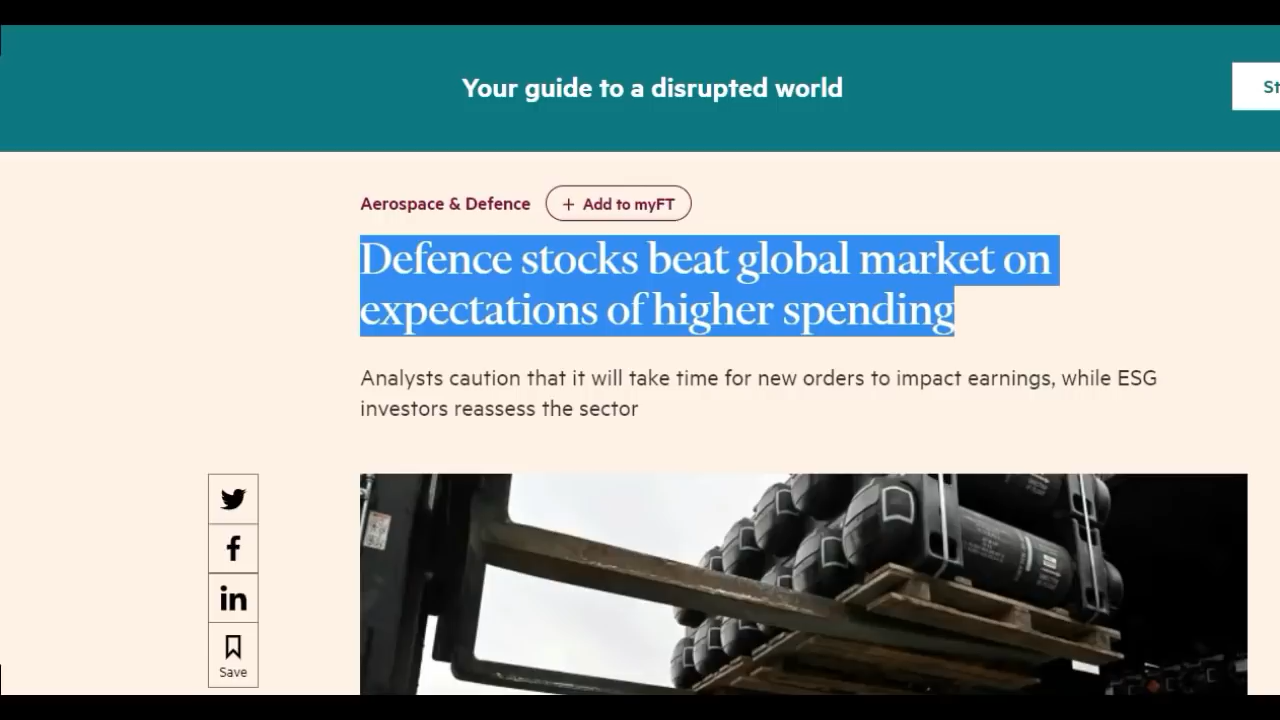 Your guide to a disrupted world
St
Aerospace & Defence
+ Add to myFT
Defence stocks beat global market on
expectations of higher spending
Analysts caution that it will take time for new orders to impact earnings, while ESG
investors reassess the sector
Save